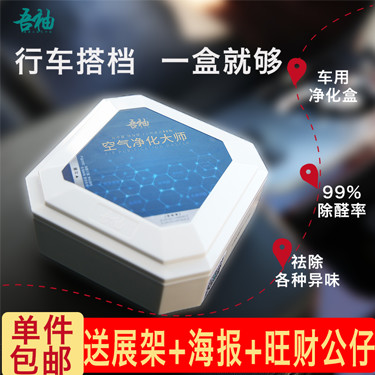 吾祂
行车搭档 一盒就够
车用
净化盒
99%
除醛率
祛除
各种异味
空气净化大师
单件
包邮
送展架+海报+旺财公仔